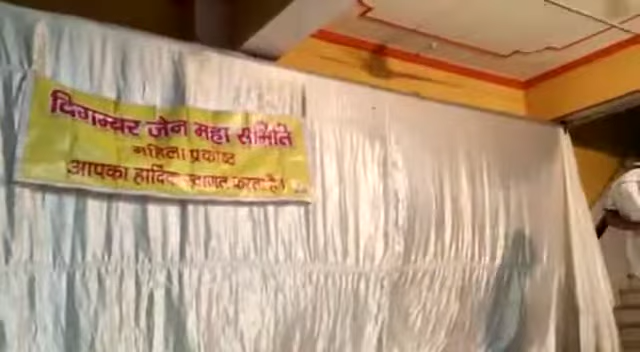 दिगम्बर जैन महा समिति
महिला प्रकोष्ठ
आपका हार्दिक स्वागत करता है।